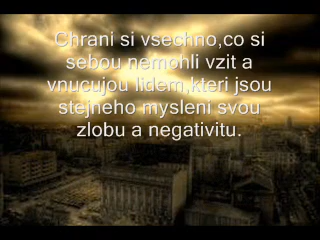 Chrani si vsechno,co si
sebou nemohli vzit a
vnucujou lidem,kteri jsou
stejneho mysleni svou
zlobu a negativitu.